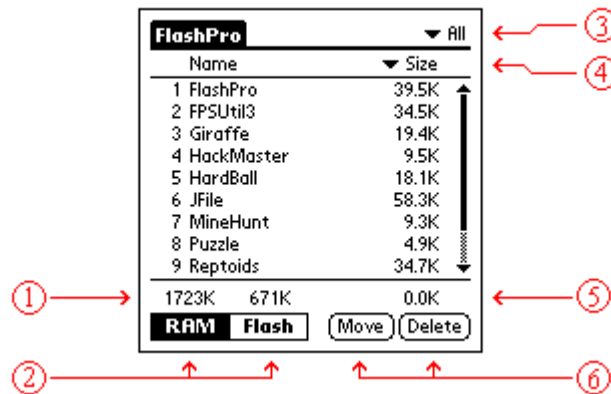 FlashPro ▼ All 3
Name ▼ Size 4
1 FlashPro 39.5K
2 FPSUtil3 34.5K
3 Giraffe 19.4K
4 HackMaster 9.5K
5 HardBall 18.1K
6 JFile 58.3K
7 MineHunt 9.3K
8 Puzzle 4.9K
9 Reptoids 34.7K
1 1723K 671K 0.0K 5
RAM Flash Move Delete
2 6